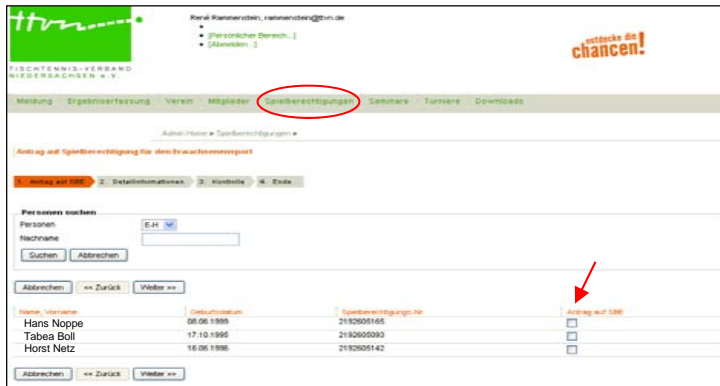 ttvn
TISCHTENNIS-VERBAND
NIEDERSACHSEN e.V.
René Rammenstein, rammenstein@ttvn.de
[Persönlicher Bereich...]
[Abmelden...]
entdecke die
chancen!
Meldung Ergebniserfassung Verein Mitglieder Spielberechtigungen Seminare Turniere Downloads
Admin Home » Spielberechtigungen »
Antrag auf Spielberechtigung für den Erwachsenensport
1. Antrag auf SBE 2. Detailinformationen 3. Kontrolle 4. Ende
Personen suchen
Personen E-H
Nachname
Suchen Abbrechen
Abbrechen << Zurück Weiter >>
Name, Vorname Geburtsdatum Spielberechtigungs-Nr Antrag auf SBE
Hans Noppe 08.06.1999 2192605165
Tabea Boll 17.10.1995 2192605093
Horst Netz 16.06.1996 2192605142
Abbrechen << Zurück Weiter >>